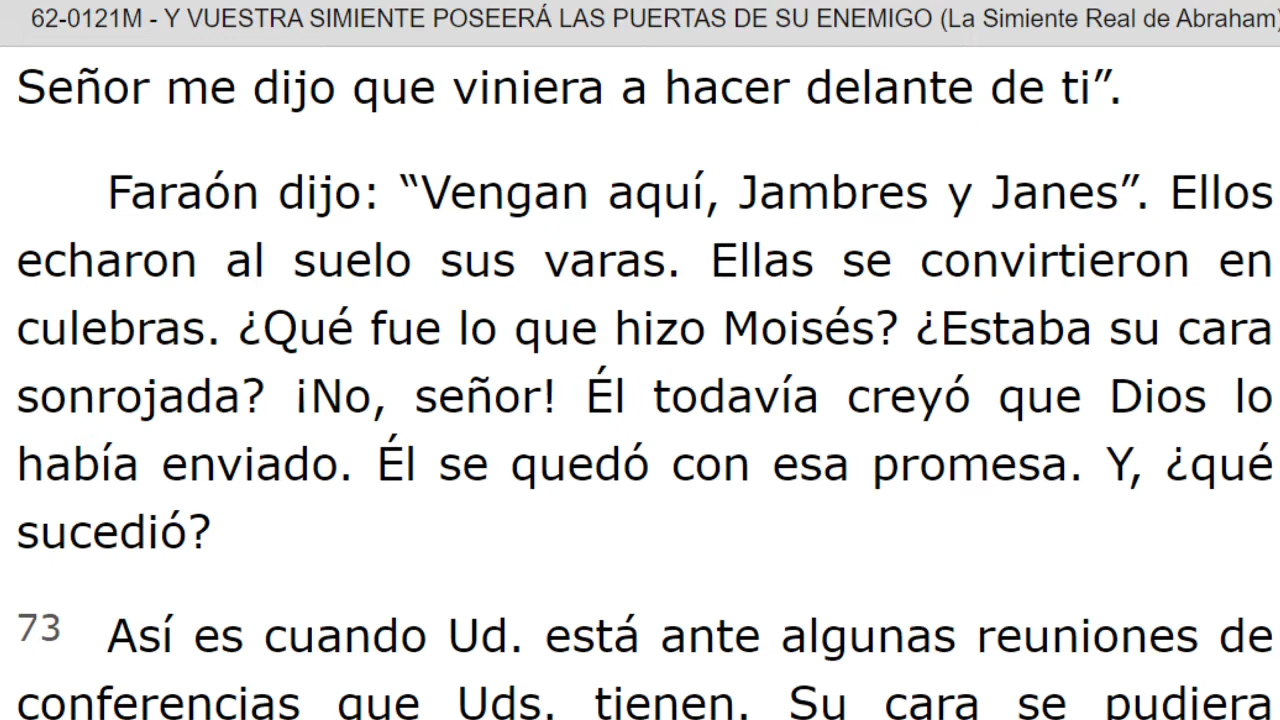 62-0121M - Y VUESTRA SIMIENTE POSEERÁ LAS PUERTAS DE SU ENEMIGO (La Simiente Real de Abraham)
Señor me dijo que viniera a hacer delante de ti”.
Faraón dijo: “Vengan aquí, Jambres y Janes”. Ellos
echaron al suelo sus varas. Ellas se convirtieron en
culebras. ¿Qué fue lo que hizo Moisés? ¿Estaba su cara
sonrojada? ¡No, señor! Él todavía creyó que Dios lo
había enviado. Él se quedó con esa promesa. Y, ¿qué
sucedió?
73 Así es cuando Ud. está ante algunas reuniones de
conferencias que Uds. tienen. Su cara se pudiera